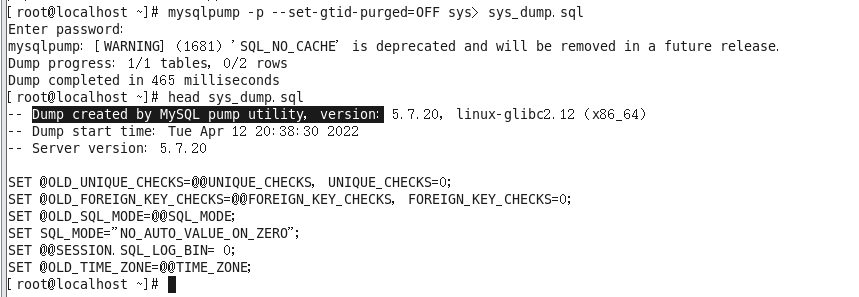 [root@localhost ~]# mysqlpump -p --set-gtid-purged=OFF sys> sys_dump.sql
Enter password:
mysqlpump: [WARNING] (1681) 'SQL_NO_CACHE' is deprecated and will be removed in a future release.
Dump progress: 1/1 tables, 0/2 rows
Dump completed in 465 milliseconds
[root@localhost ~]# head sys_dump.sql
-- Dump created by MySQL pump utility, version: 5.7.20, linux-glibc2.12 (x86_64)
-- Dump start time: Tue Apr 12 20:38:30 2022
-- Server version: 5.7.20

SET @OLD_UNIQUE_CHECKS=@@UNIQUE_CHECKS, UNIQUE_CHECKS=0;
SET @OLD_FOREIGN_KEY_CHECKS=@@FOREIGN_KEY_CHECKS, FOREIGN_KEY_CHECKS=0;
SET @OLD_SQL_MODE=@@SQL_MODE;
SET SQL_MODE="NO_AUTO_VALUE_ON_ZERO";
SET @@SESSION.SQL_LOG_BIN= 0;
SET @OLD_TIME_ZONE=@@TIME_ZONE;
[root@localhost ~]#